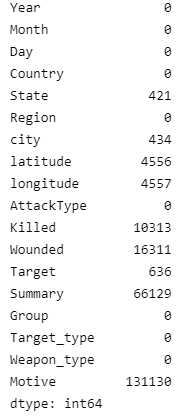 Year 0
Month 0
Day 0
Country 0
State 421
Region 0
city 434
latitude 4556
longitude 4557
AttackType 0
Killed 10313
Wounded 16311
Target 636
Summary 66129
Group 0
Target_type 0
Weapon_type 0
Motive 131130
dtype: int64